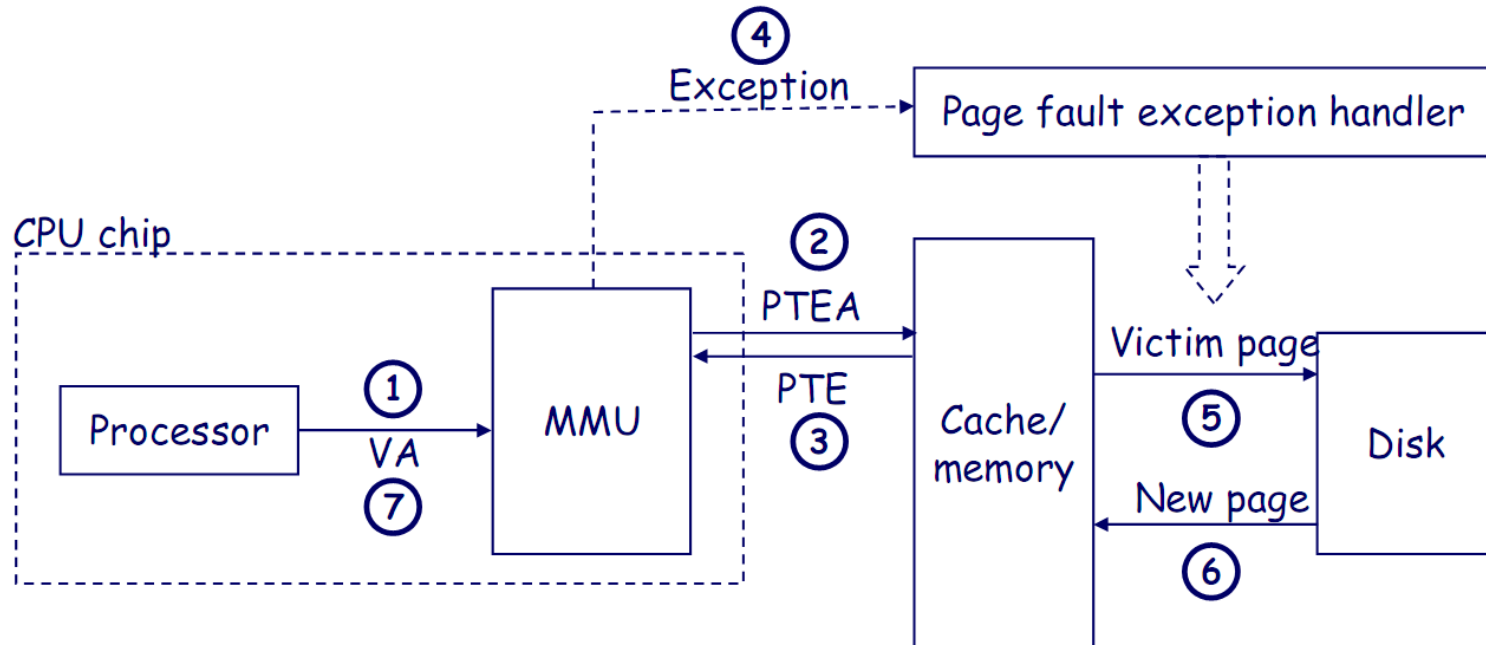 4
Exception
Page fault exception handler
CPU chip
2
PTEA
Victim page
1
Processor
VA
7
MMU
PTE
3
Cache/
memory
5
Disk
New page
6